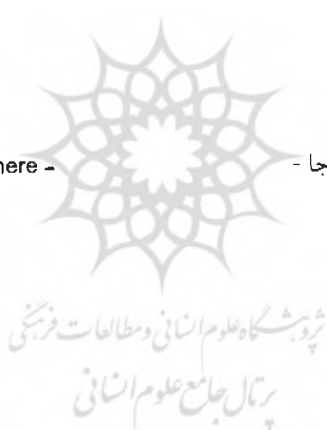 here -
جا -
پژوهشگاه علوم انسانی و مطالعات فرهنگی
پرتال جامع علوم انسانی